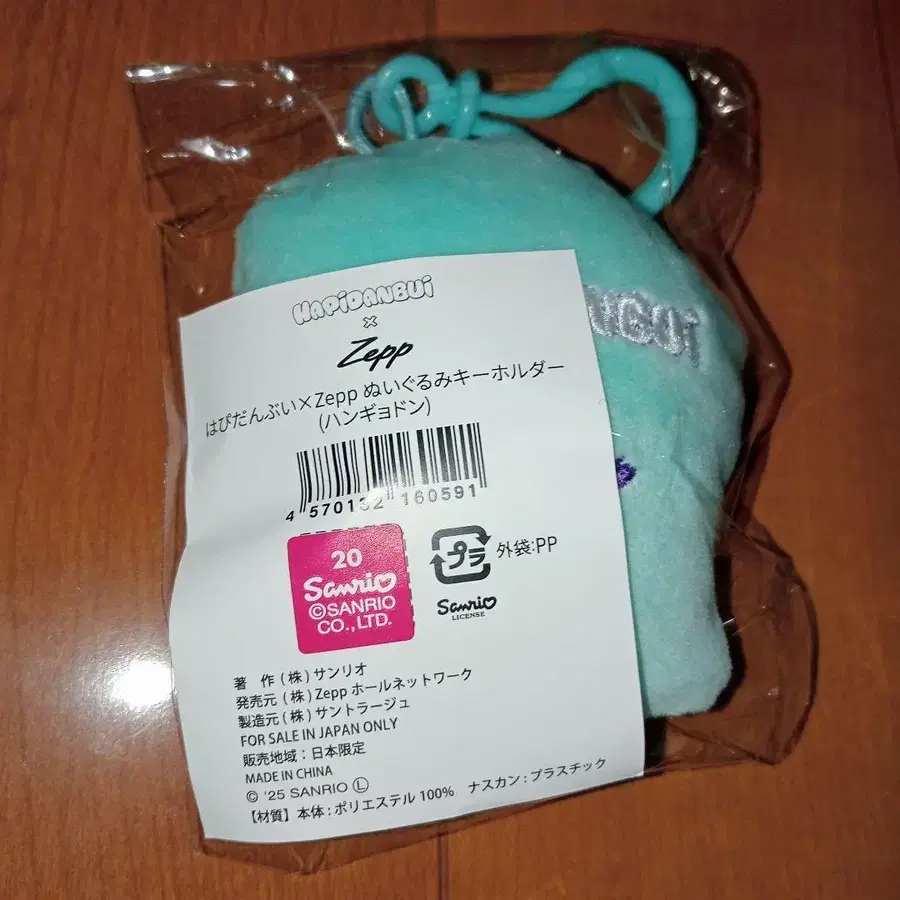 HAPiDANBUi
×
Zepp
はぴだんぶい×Zepp ぬいぐるみキーホルダー
(ハンギョドン)
4 570132 160591
20
Sanrio
©SANRIO
CO.,LTD.
プラ
外袋:PP
Sanrio
LICENSE
著 作 (株) サンリオ
発売元 (株) Zepp ホールネットワーク
製造元 (株) サントラージュ
FOR SALE IN JAPAN ONLY
販売地域:日本限定
MADE IN CHINA
© '25 SANRIO Ⓛ
【材質】本体:ポリエステル 100% ナスカン:プラスチック